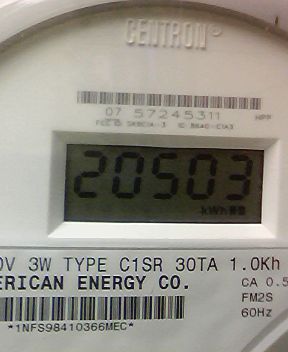 CENTRON®
07 57245311
HPP
20503
kWh
0V 3W TYPE C1SR 30TA 1.0Kh
ERICAN ENERGY CO.
CA 0.5
FM2S
60Hz
*1NFS98410366MEC*